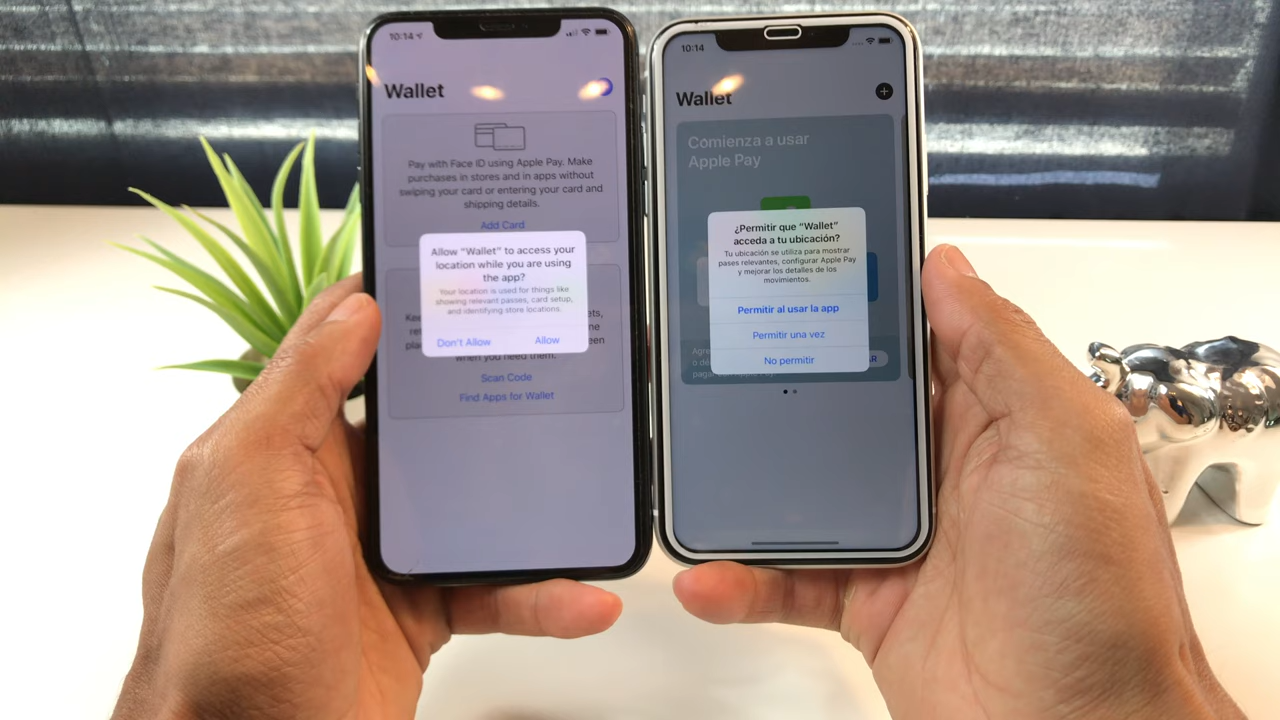 10:14
Wallet
Pay with Face ID using Apple Pay. Make
purchases in stores and in apps without
swiping your card or entering your card and
shipping details.
Add Card
Allow “Wallet” to access your
location while you are using
the app?
Your location is used for things like
showing relevant passes, card setup,
and identifying store locations.
Don't Allow
Allow
when you need them.
Scan Code
Find Apps for Wallet
10:14
Wallet
Comienza a usar
Apple Pay
¿Permitir que “Wallet”
acceda a tu ubicación?
Tu ubicación se utiliza para mostrar
pases relevantes, configurar Apple Pay
y mejorar los detalles de los
movimientos.
Permitir al usar la app
Permitir una vez
No permitir